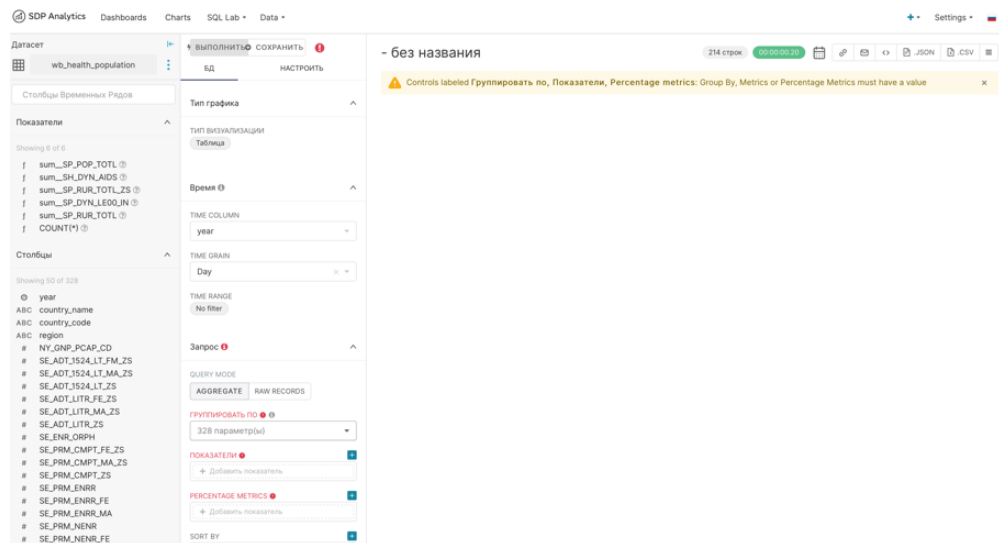 SDP Analytics Dashboards Charts SQL Lab Data Settings
Датасет
wb_health_population
Столбцы Временных Рядов
Показатели
Showing 6 of 6
ƒ sum__SP_POP_TOTL
ƒ sum__SH_DYN_AIDS
ƒ sum__SP_RUR_TOTL_ZS
ƒ sum__SP_DYN_LE00_IN
ƒ sum__SP_RUR_TOTL
ƒ COUNT(*)
Столбцы
Showing 50 of 328
year
ABC country_name
ABC country_code
ABC region
# NY_GNP_PCAP_CD
# SE_ADT_1524_LT_FM_ZS
# SE_ADT_1524_LT_MA_ZS
# SE_ADT_1524_LT_ZS
# SE_ADT_LITR_FE_ZS
# SE_ADT_LITR_MA_ZS
# SE_ADT_LITR_ZS
# SE_ENR_ORPH
# SE_PRM_CMPT_FE_ZS
# SE_PRM_CMPT_MA_ZS
# SE_PRM_CMPT_ZS
# SE_PRM_ENRR
# SE_PRM_ENRR_FE
# SE_PRM_ENRR_MA
# SE_PRM_NENR
# SE_PRM_NENR_FE
ВЫПОЛНИТЬ СОХРАНИТЬ
БД НАСТРОИТЬ
Тип графика
ТИП ВИЗУАЛИЗАЦИИ
Таблица
Время
TIME COLUMN
year
TIME GRAIN
Day
TIME RANGE
No filter
Запрос
QUERY MODE
AGGREGATE RAW RECORDS
ГРУППИРОВАТЬ ПО
328 параметр(ы)
ПОКАЗАТЕЛИ
+ Добавить показатель
PERCENTAGE METRICS
+ Добавить показатель
SORT BY
- без названия
214 строк 00:00:00.20 .JSON .CSV
Controls labeled Группировать по, Показатели, Percentage metrics: Group By, Metrics or Percentage Metrics must have a value